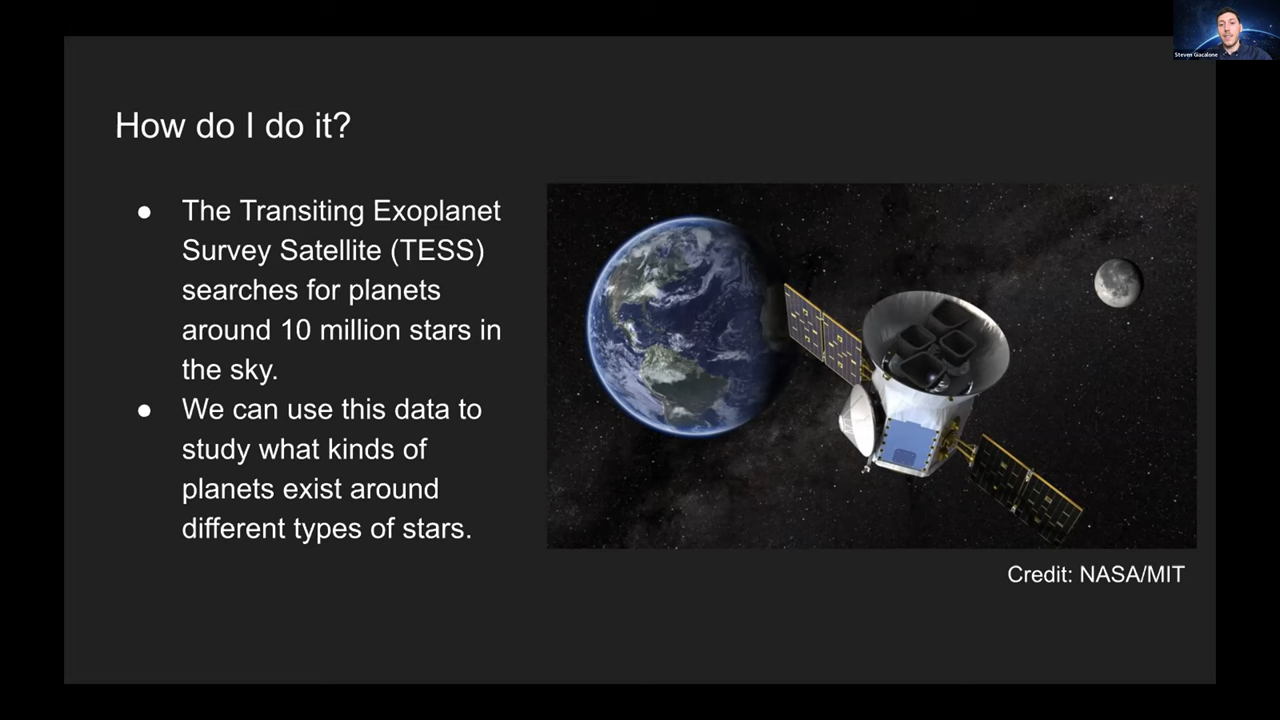 Steven Giacalone
How do I do it?
● The Transiting Exoplanet
Survey Satellite (TESS)
searches for planets
around 10 million stars in
the sky.
● We can use this data to
study what kinds of
planets exist around
different types of stars.
Credit: NASA/MIT